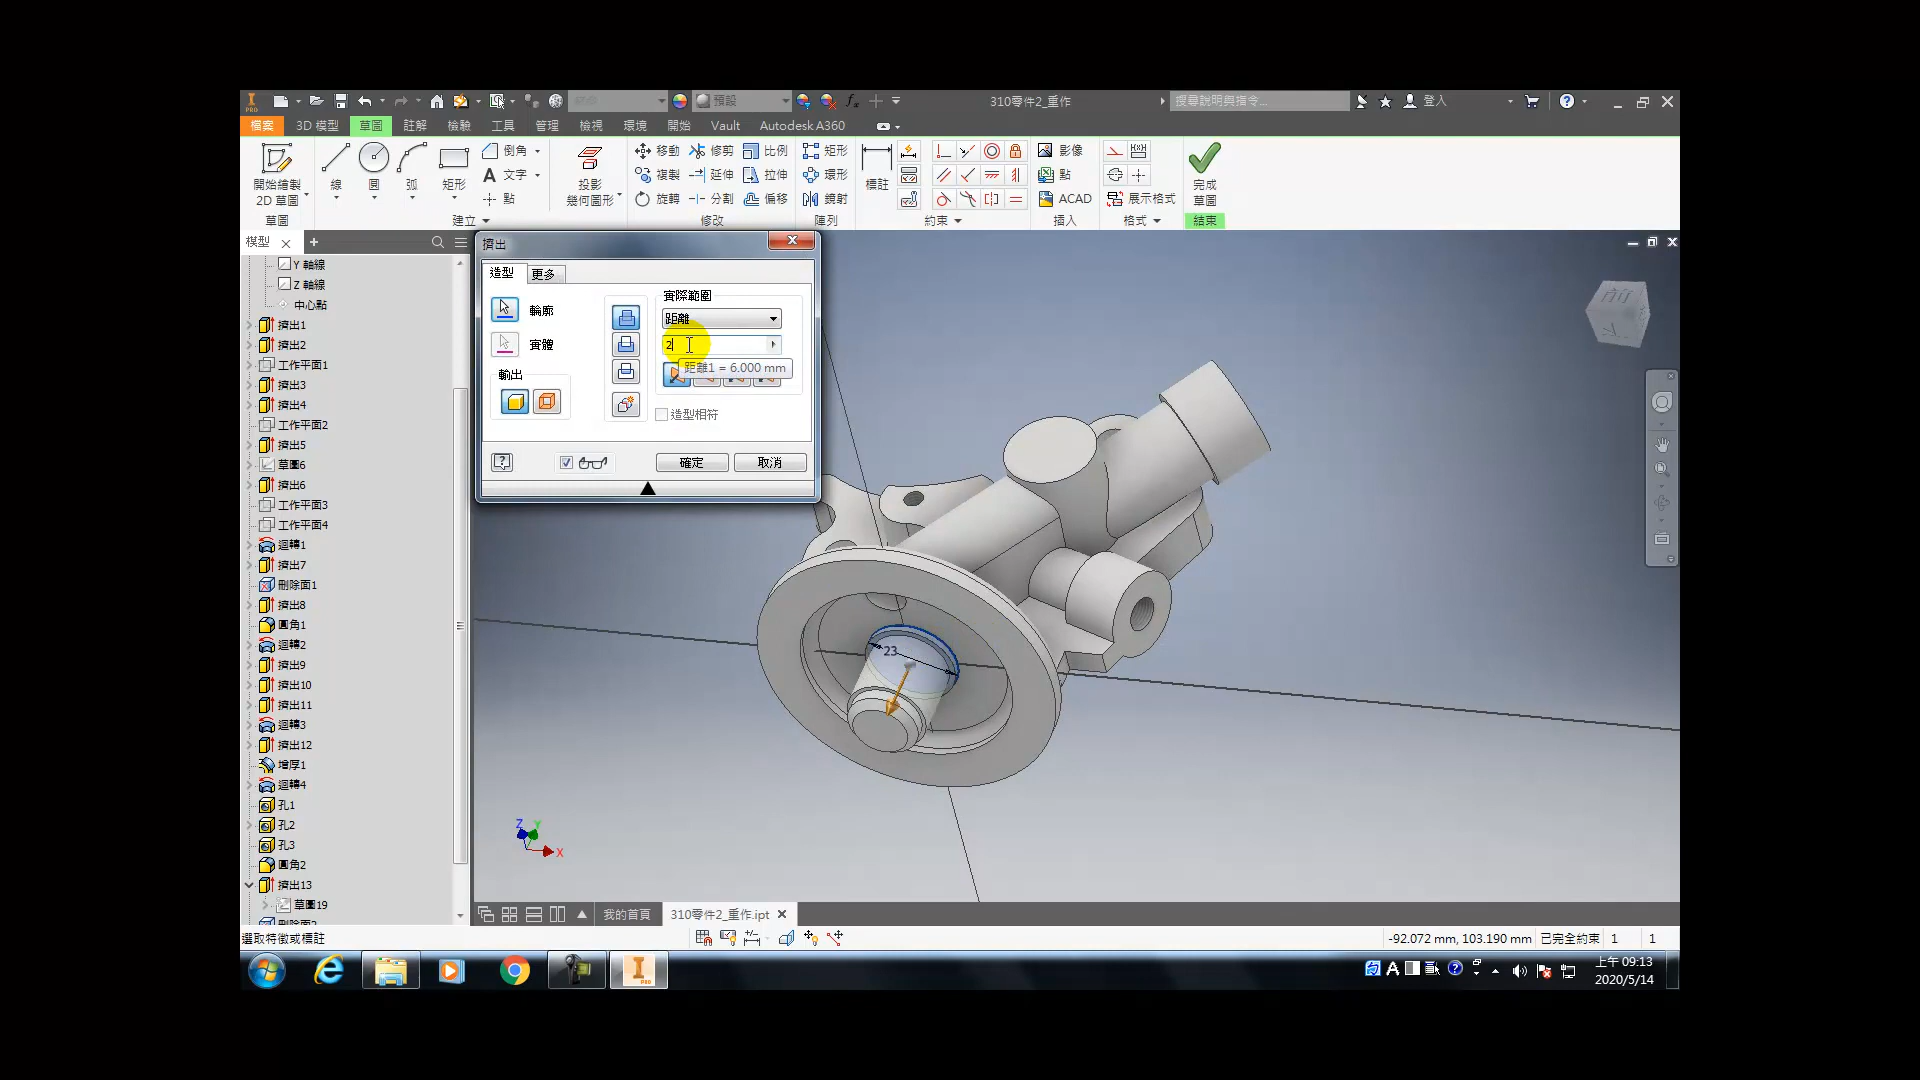 310零件2_重作
搜尋說明與指令...
登入
預設
PRO
檔案 3D 模型 草圖 註解 檢驗 工具 管理 檢視 環境 開始 Vault Autodesk A360
開始繪製
2D 草圖
線
圓
弧
矩形
倒角
文字
點
投影
幾何圖形
移動 修剪 比例
複製 延伸 拉伸
旋轉 分割 偏移
矩形
環形
鏡射
標註
影像
點
ACAD
展示格式
完成
草圖
草圖 建立 修改 陣列 約束 插入 格式 結束
模型
Y 軸線
Z 軸線
中心點
擠出1
擠出2
工作平面1
擠出3
擠出4
工作平面2
擠出5
草圖6
擠出6
工作平面3
工作平面4
迴轉1
擠出7
刪除面1
擠出8
圓角1
迴轉2
擠出9
擠出10
擠出11
迴轉3
擠出12
增厚1
迴轉4
孔1
孔2
孔3
圓角2
擠出13
草圖19
擠出
造型 更多
輪廓
實體
輸出
實際範圍
距離
2
距離1 = 6.000 mm
造型相符
確定 取消
前
23
Z Y X
我的首頁 310零件2_重作.ipt
選取特徵或標註
-92.072 mm, 103.190 mm 已完全約束 1 1
上午 09:13
2020/5/14